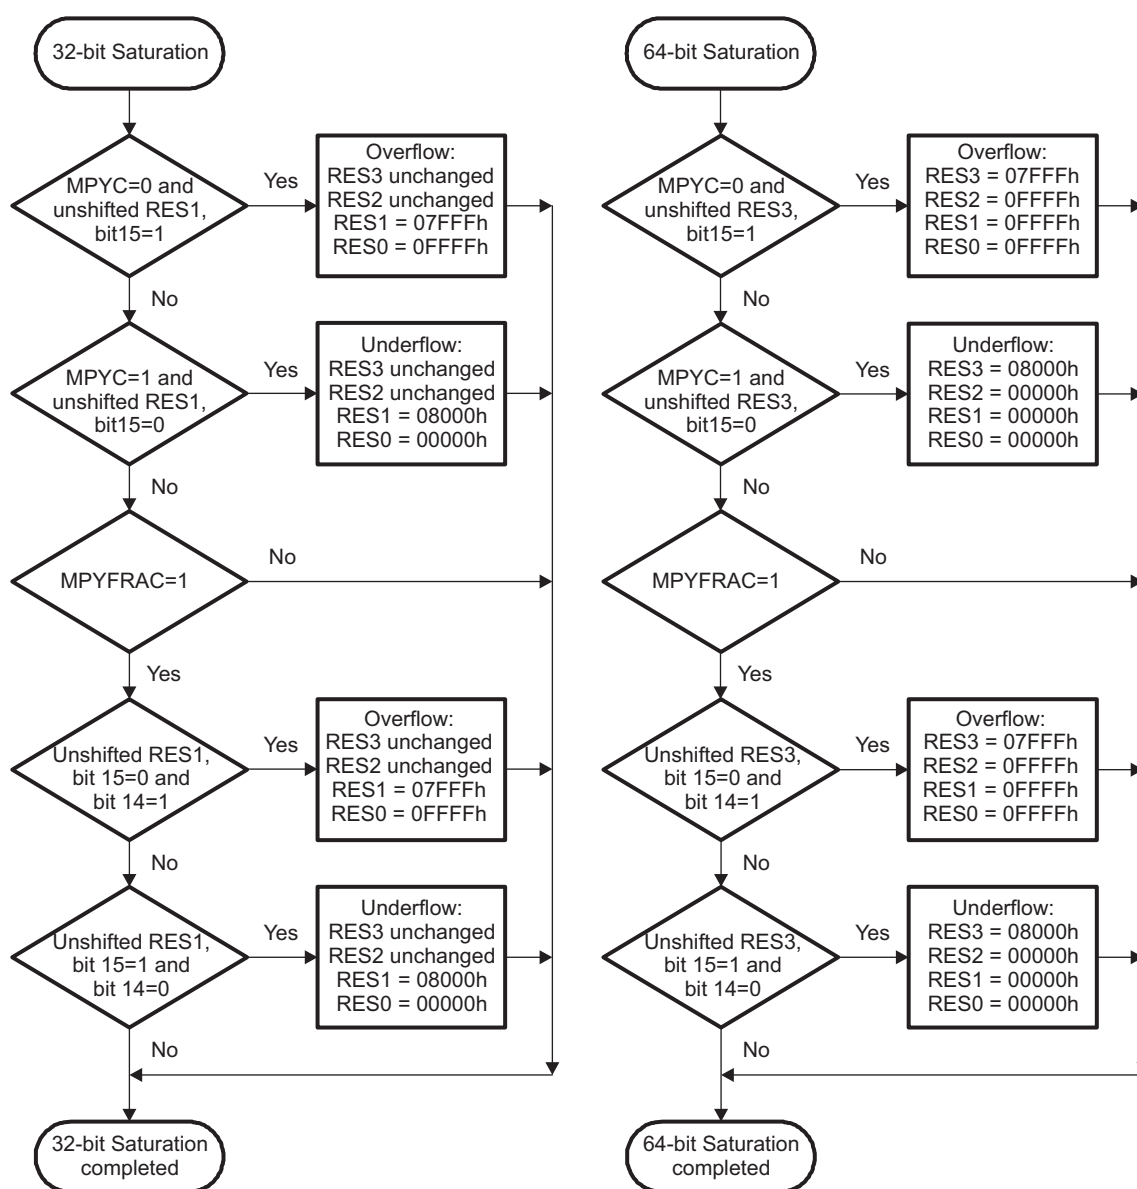 32-bit Saturation
MPYC=0 and
unshifted RES1,
bit15=1
Yes
Overflow:
RES3 unchanged
RES2 unchanged
RES1 = 07FFFh
RES0 = 0FFFFh
No
MPYC=1 and
unshifted RES1,
bit15=0
Yes
Underflow:
RES3 unchanged
RES2 unchanged
RES1 = 08000h
RES0 = 00000h
No
MPYFRAC=1
No
Yes
Unshifted RES1,
bit 15=0 and
bit 14=1
Yes
Overflow:
RES3 unchanged
RES2 unchanged
RES1 = 07FFFh
RES0 = 0FFFFh
No
Unshifted RES1,
bit 15=1 and
bit 14=0
Yes
Underflow:
RES3 unchanged
RES2 unchanged
RES1 = 08000h
RES0 = 00000h
No
32-bit Saturation
completed
64-bit Saturation
MPYC=0 and
unshifted RES3,
bit15=1
Yes
Overflow:
RES3 = 07FFFh
RES2 = 0FFFFh
RES1 = 0FFFFh
RES0 = 0FFFFh
No
MPYC=1 and
unshifted RES3,
bit15=0
Yes
Underflow:
RES3 = 08000h
RES2 = 00000h
RES1 = 00000h
RES0 = 00000h
No
MPYFRAC=1
No
Yes
Unshifted RES3,
bit 15=0 and
bit 14=1
Yes
Overflow:
RES3 = 07FFFh
RES2 = 0FFFFh
RES1 = 0FFFFh
RES0 = 0FFFFh
No
Unshifted RES3,
bit 15=1 and
bit 14=0
Yes
Underflow:
RES3 = 08000h
RES2 = 00000h
RES1 = 00000h
RES0 = 00000h
No
64-bit Saturation
completed